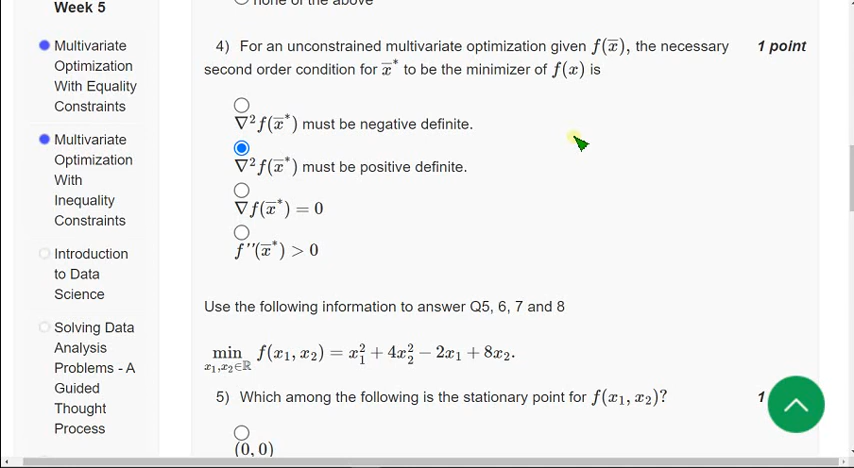 Week 5
none of the above
Multivariate
Optimization
With Equality
Constraints
Multivariate
Optimization
With
Inequality
Constraints
Introduction
to Data
Science
Solving Data
Analysis
Problems - A
Guided
Thought
Process
4) For an unconstrained multivariate optimization given f(x̅), the necessary 1 point
second order condition for x̅* to be the minimizer of f(x) is
∇²f(x̅*) must be negative definite.
∇²f(x̅*) must be positive definite.
∇f(x̅*) = 0
f''(x̅*) > 0
Use the following information to answer Q5, 6, 7 and 8
min f(x₁, x₂) = x₁² + 4x₂² − 2x₁ + 8x₂.
x₁,x₂∈ℝ
5) Which among the following is the stationary point for f(x₁, x₂)? 1
(0, 0)